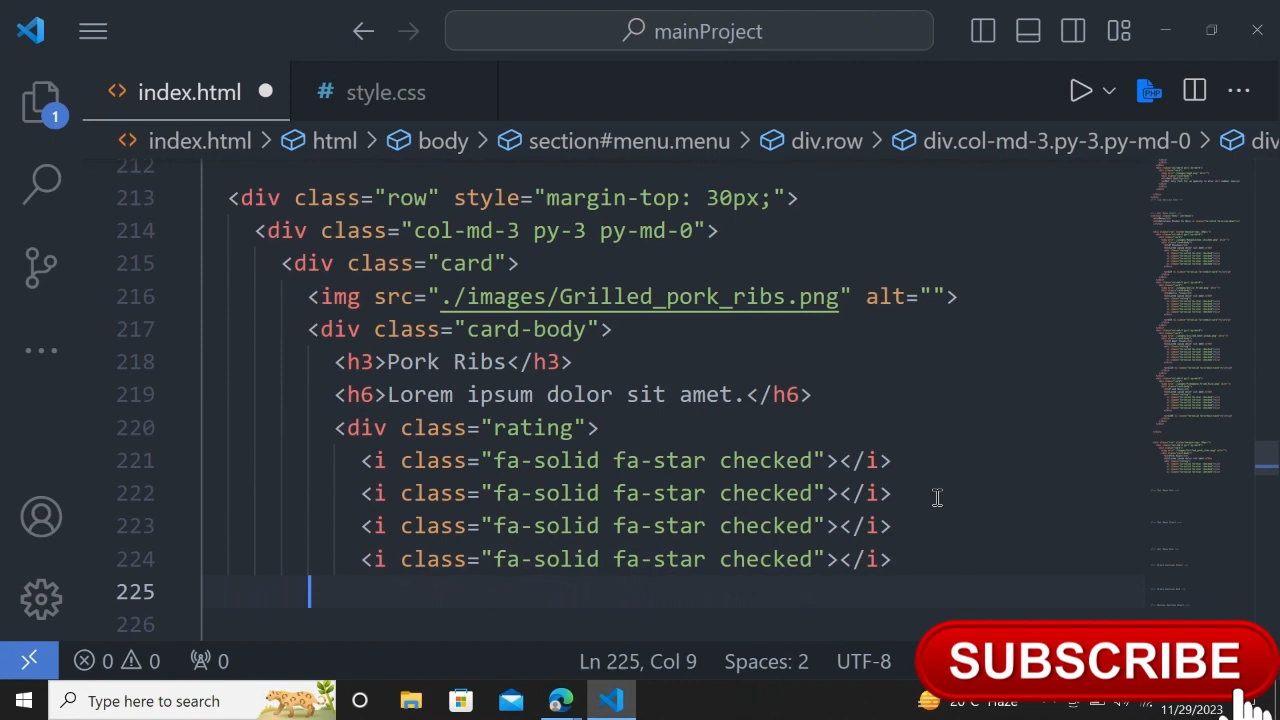 mainProject
index.html
style.css
PHP
1
index.html > html > body > section#menu.menu > div.row > div.col-md-3.py-3.py-md-0 > div
212
213 <div class="row" style="margin-top: 30px;">
214 <div class="col-md-3 py-3 py-md-0">
215 <div class="card">
216 <img src="./images/Grilled_pork_ribs.png" alt="">
217 <div class="card-body">
218 <h3>Pork Ribs</h3>
219 <h6>Lorem ipsum dolor sit amet</h6>
220 <div class="rating">
221 <i class="fa-solid fa-star checked"></i>
222 <i class="fa-solid fa-star checked"></i>
223 <i class="fa-solid fa-star checked"></i>
224 <i class="fa-solid fa-star checked"></i>
225
226
0 0 0
Ln 225, Col 9
Spaces: 2
UTF-8
SUBSCRIBE
Type here to search
20°C Haze
11/29/2023